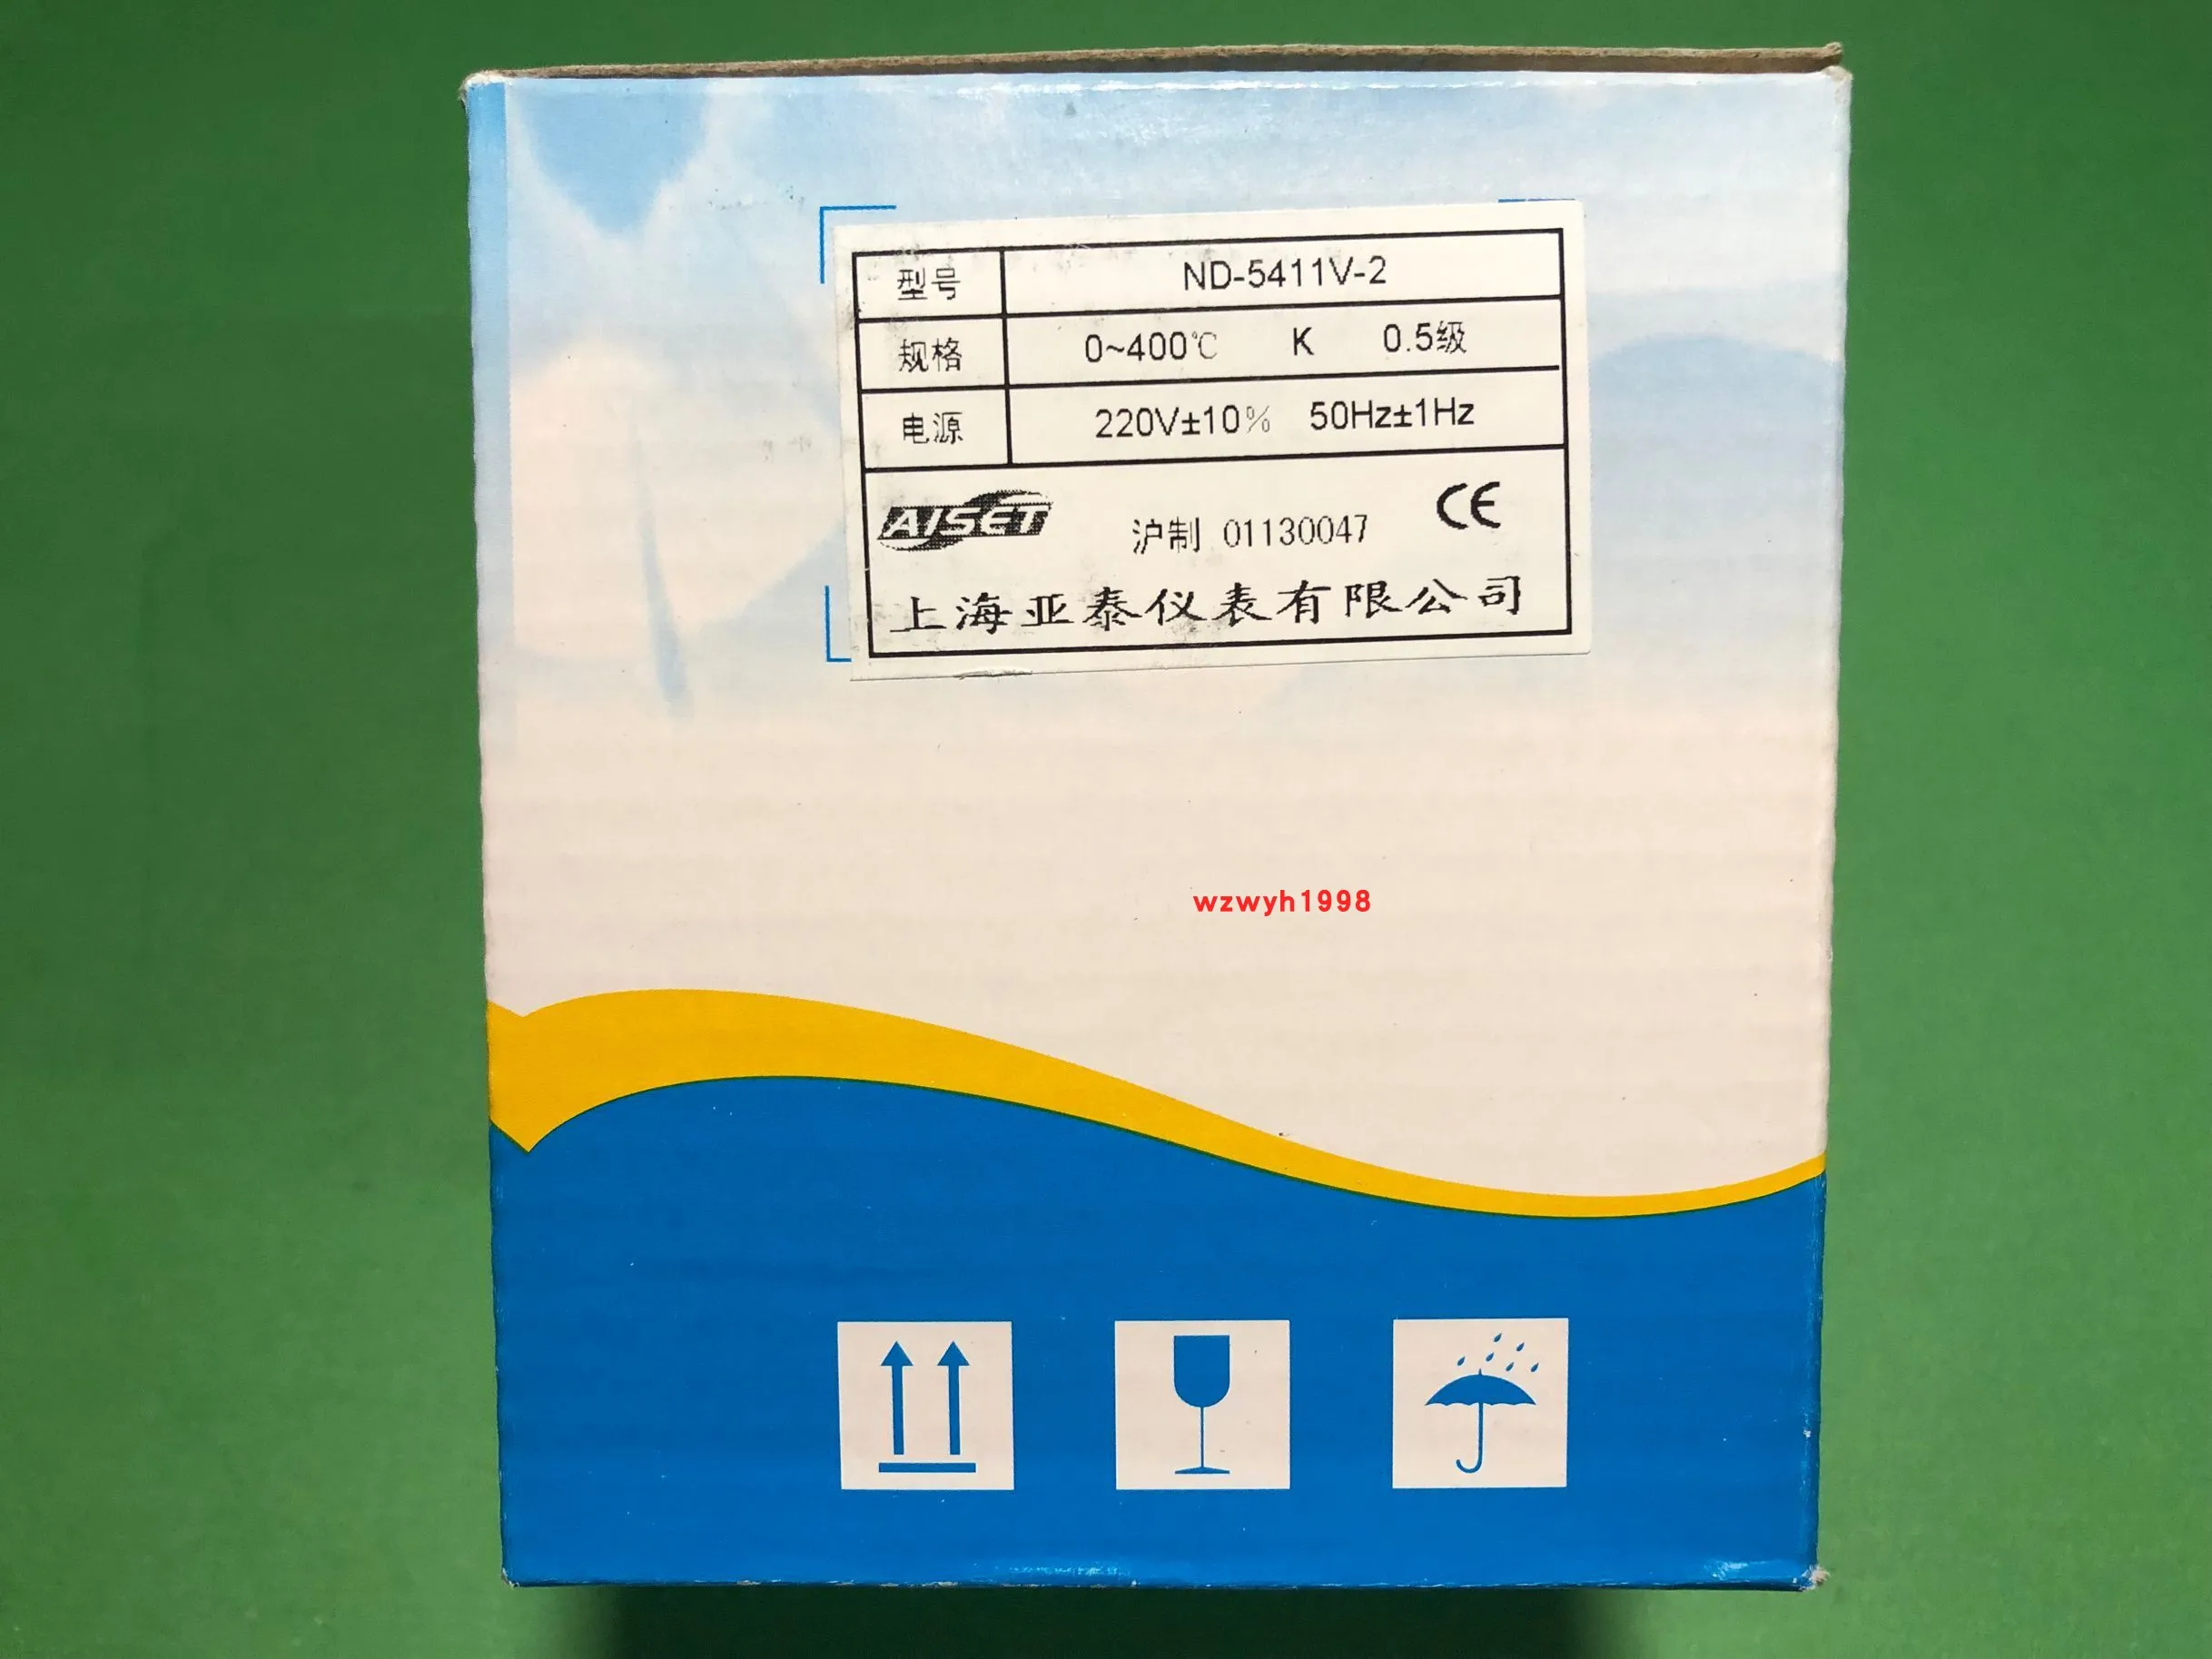 型号 ND-5411V-2
规格 0~400℃ K 0.5级
电源 220V±10% 50Hz±1Hz
AISET 沪制 01130047 CE
上海亚泰仪表有限公司
wzwyh1998